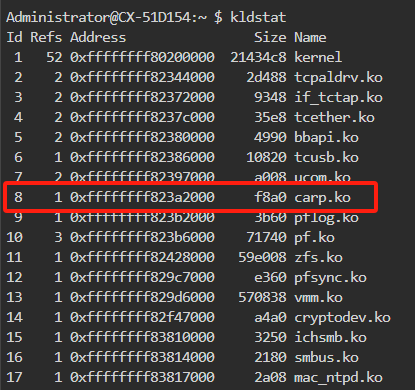 Administrator@CX-51D154:~ $ kldstat
Id Refs Address Size Name
1 52 0xffffffff80200000 21434c8 kernel
2 2 0xffffffff82344000 2d488 tcpaldrv.ko
3 2 0xffffffff82372000 9348 if_tctap.ko
4 2 0xffffffff8237c000 35e8 tcether.ko
5 2 0xffffffff82380000 4990 bbapi.ko
6 1 0xffffffff82386000 10820 tcusb.ko
7 2 0xffffffff82397000 a008 ucom.ko
8 1 0xffffffff823a2000 f8a0 carp.ko
9 1 0xffffffff823b2000 3b60 pflog.ko
10 3 0xffffffff823b6000 71740 pf.ko
11 1 0xffffffff82428000 59e008 zfs.ko
12 1 0xffffffff829c7000 e360 pfsync.ko
13 1 0xffffffff829d6000 570838 vmm.ko
14 1 0xffffffff82f47000 a4a0 cryptodev.ko
15 1 0xffffffff83810000 3250 ichsmb.ko
16 1 0xffffffff83814000 2180 smbus.ko
17 1 0xffffffff83817000 2a08 mac_ntpd.ko